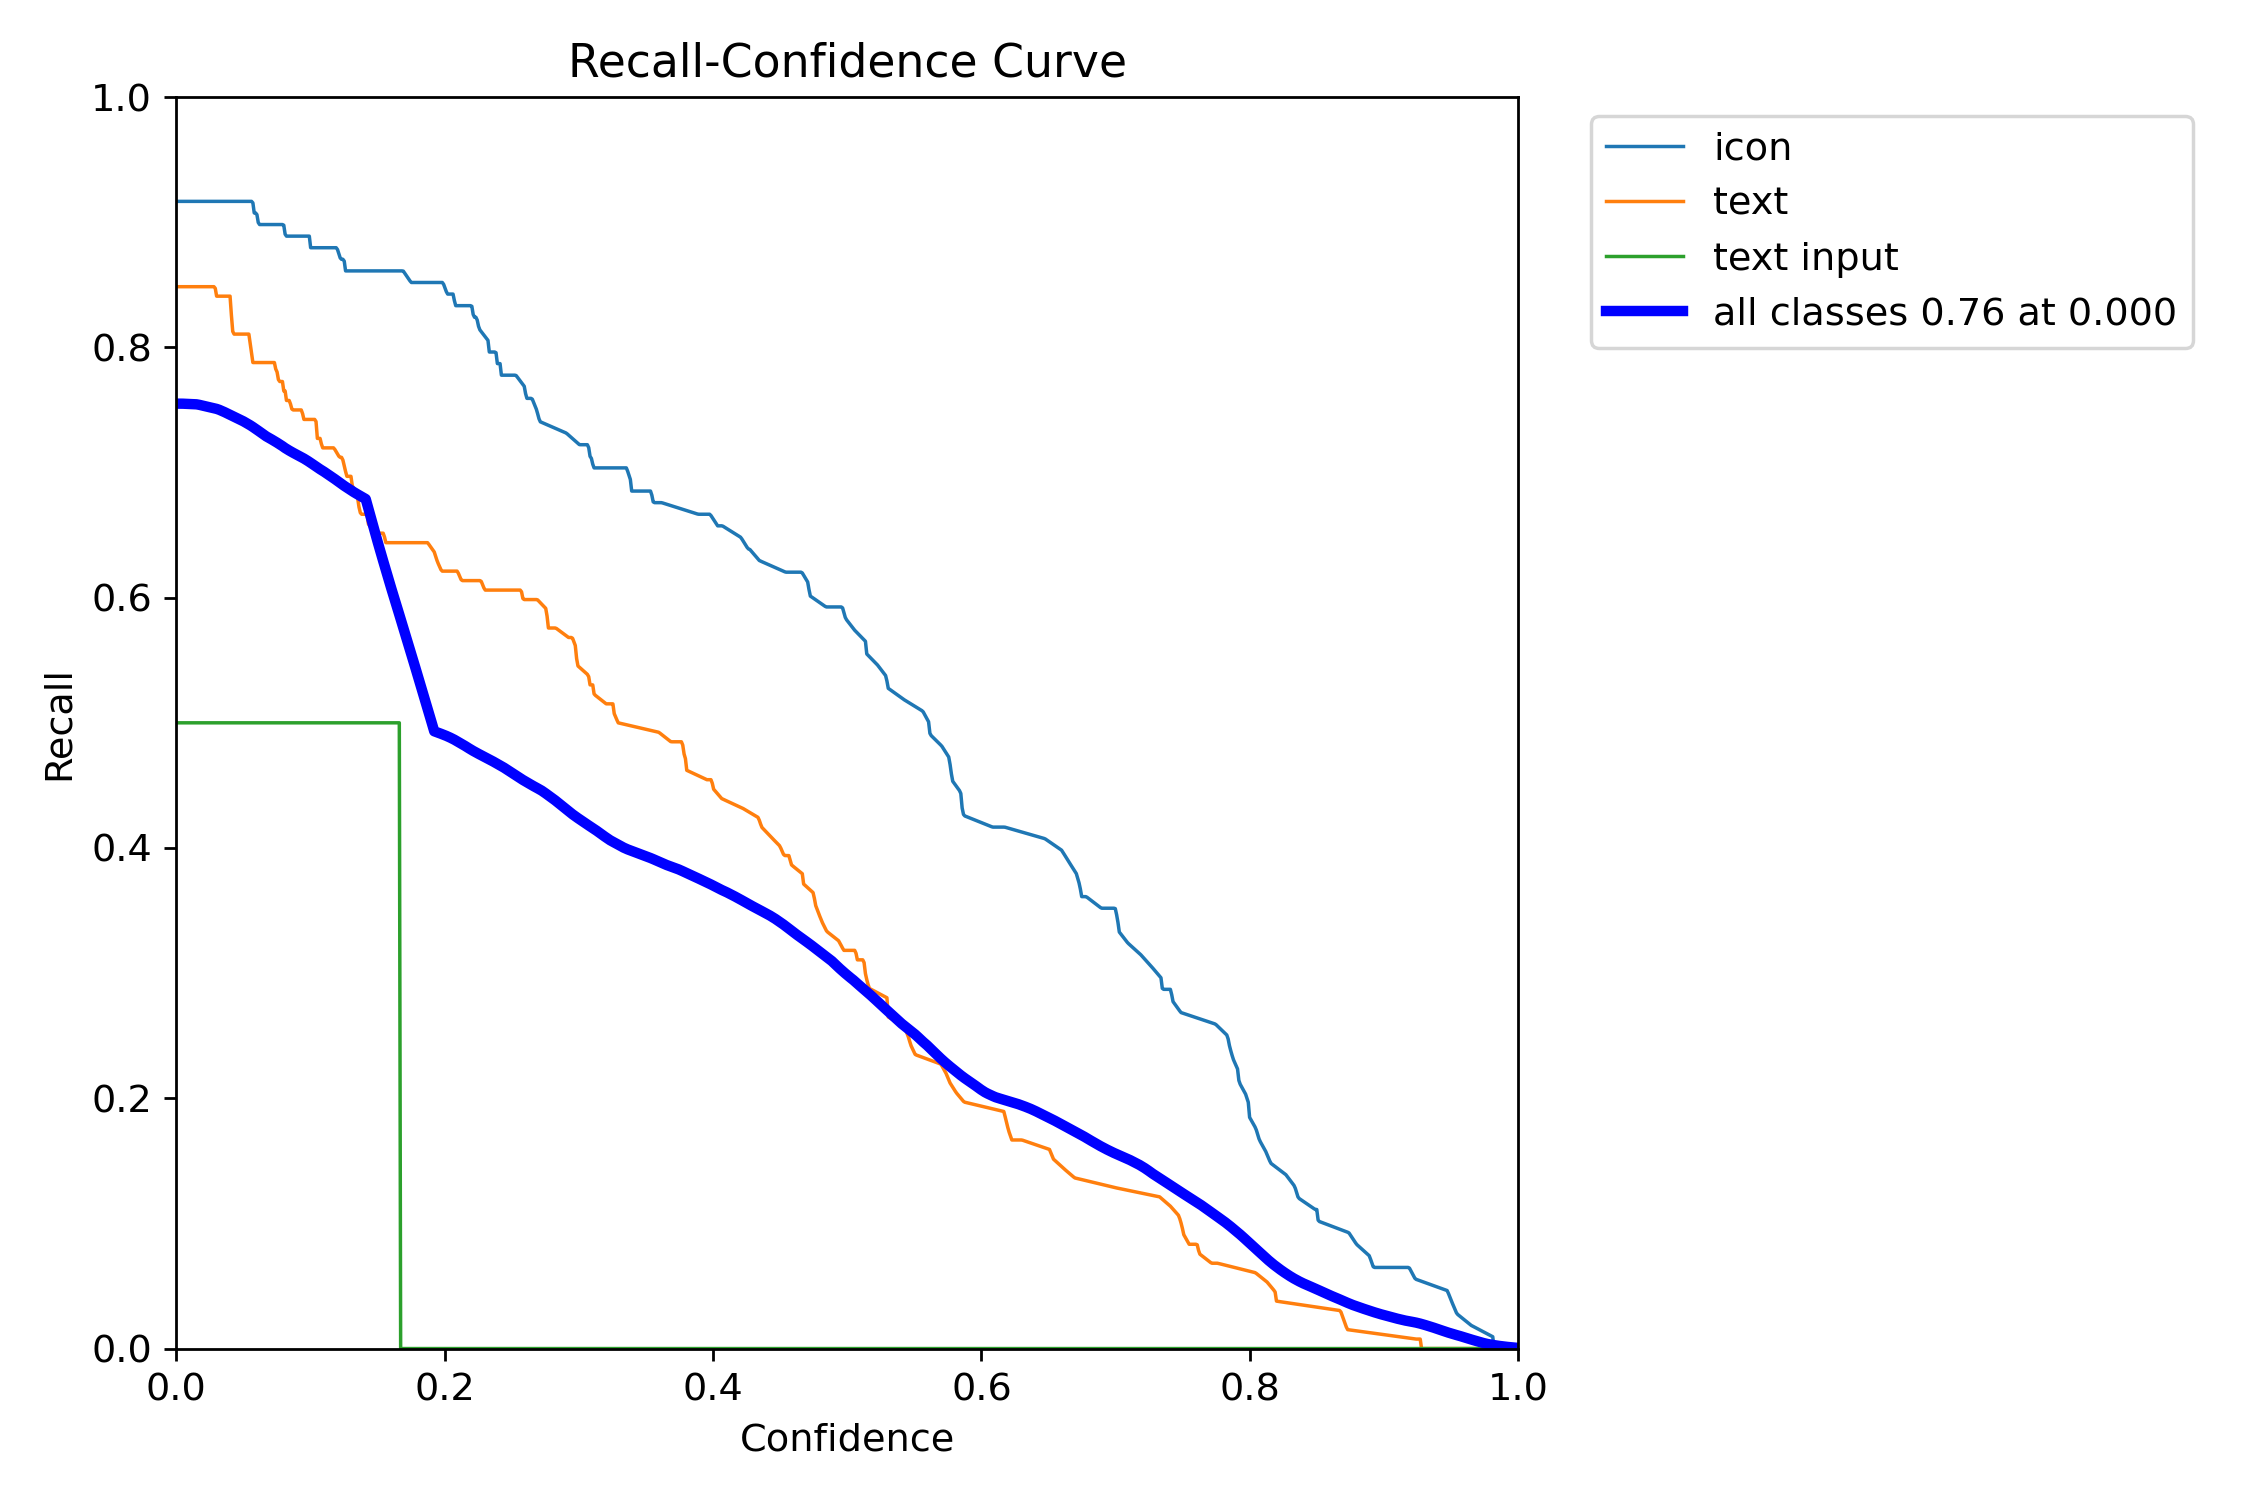 Recall-Confidence Curve
1.0
0.8
0.6
0.4
0.2
0.0
Recall
0.0 0.2 0.4 0.6 0.8 1.0
Confidence
icon
text
text input
all classes 0.76 at 0.000